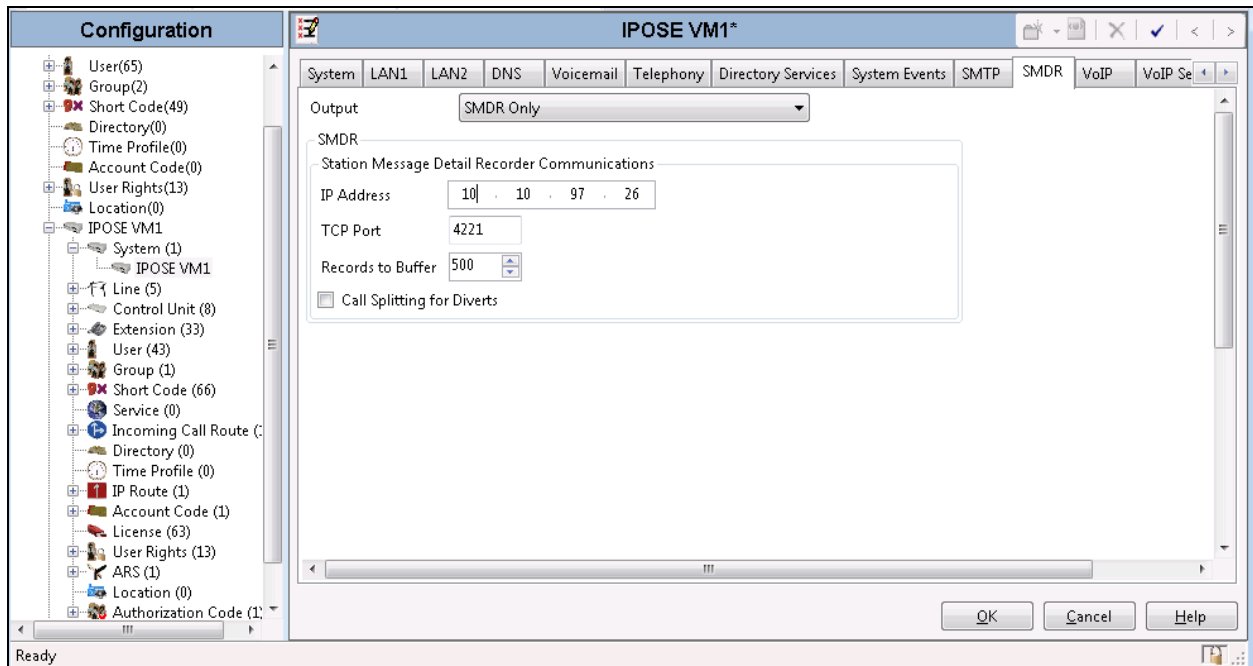 Configuration
User(65)
Group(2)
Short Code(49)
Directory(0)
Time Profile(0)
Account Code(0)
User Rights(13)
Location(0)
IPOSE VM1
System (1)
IPOSE VM1
Line (5)
Control Unit (8)
Extension (33)
User (43)
Group (1)
Short Code (66)
Service (0)
Incoming Call Route (
Directory (0)
Time Profile (0)
IP Route (1)
Account Code (1)
License (63)
User Rights (13)
ARS (1)
Location (0)
Authorization Code (1
IPOSE VM1*
System LAN1 LAN2 DNS Voicemail Telephony Directory Services System Events SMTP SMDR VoIP VoIP Se
Output SMDR Only
SMDR
Station Message Detail Recorder Communications
IP Address 10 . 10 . 97 . 26
TCP Port 4221
Records to Buffer 500
Call Splitting for Diverts
OK Cancel Help
Ready